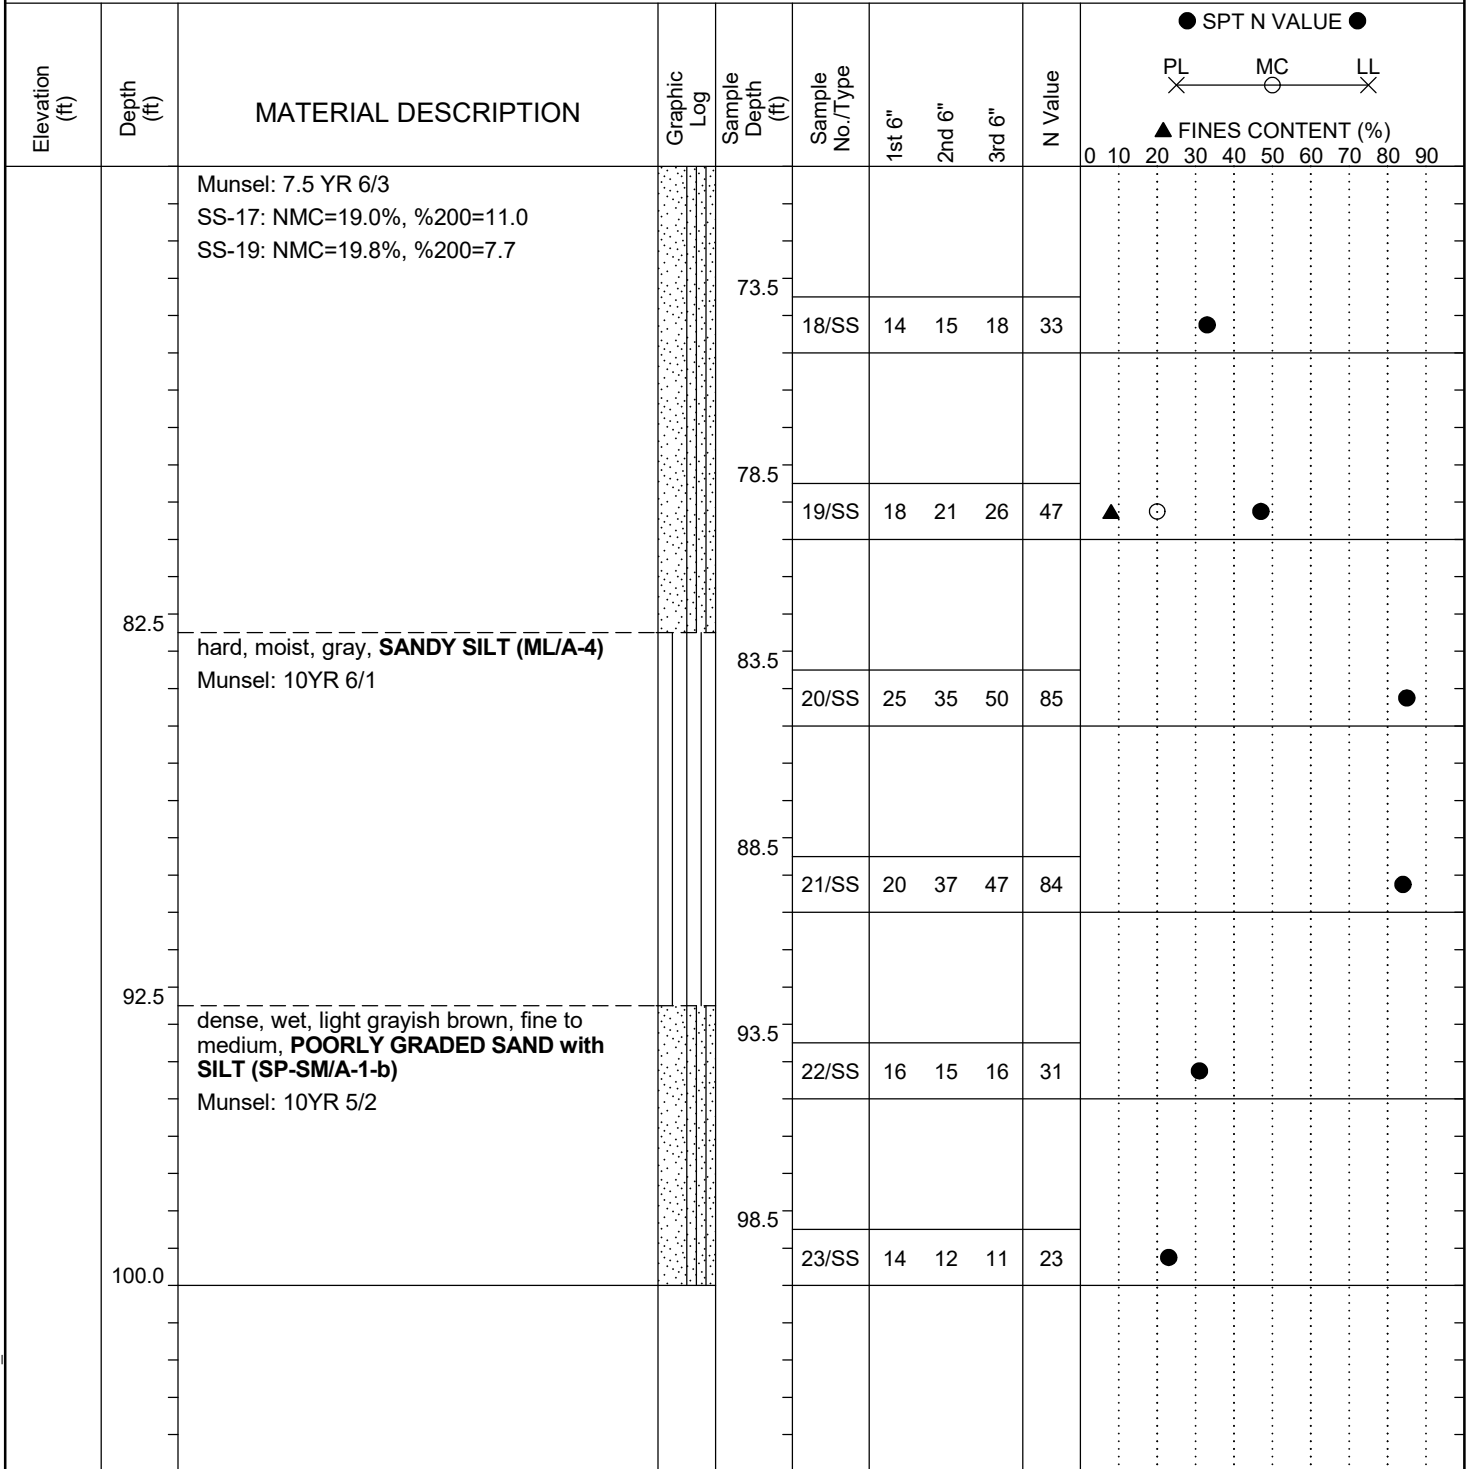 Elevation
(ft)
Depth
(ft)
MATERIAL DESCRIPTION
Graphic
Log
Sample
Depth
(ft)
Sample
No./Type
1st 6"
2nd 6"
3rd 6"
N Value
● SPT N VALUE ●
PL MC LL
▲ FINES CONTENT (%)
0 10 20 30 40 50 60 70 80 90
Munsel: 7.5 YR 6/3
SS-17: NMC=19.0%, %200=11.0
SS-19: NMC=19.8%, %200=7.7
73.5
18/SS 14 15 18 33
78.5
19/SS 18 21 26 47
82.5
hard, moist, gray, SANDY SILT (ML/A-4)
Munsel: 10YR 6/1
83.5
20/SS 25 35 50 85
88.5
21/SS 20 37 47 84
92.5
dense, wet, light grayish brown, fine to
medium, POORLY GRADED SAND with
SILT (SP-SM/A-1-b)
Munsel: 10YR 5/2
93.5
22/SS 16 15 16 31
98.5
23/SS 14 12 11 23
100.0